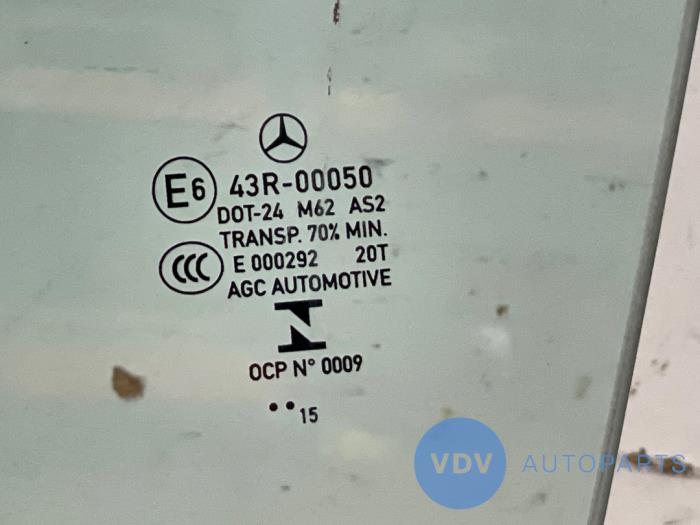 E6 43R-00050
DOT-24 M62 AS2
TRANSP. 70% MIN.
CCC E 000292 20T
AGC AUTOMOTIVE
OCP N° 0009
•• 15
VDV AUTOPARTS